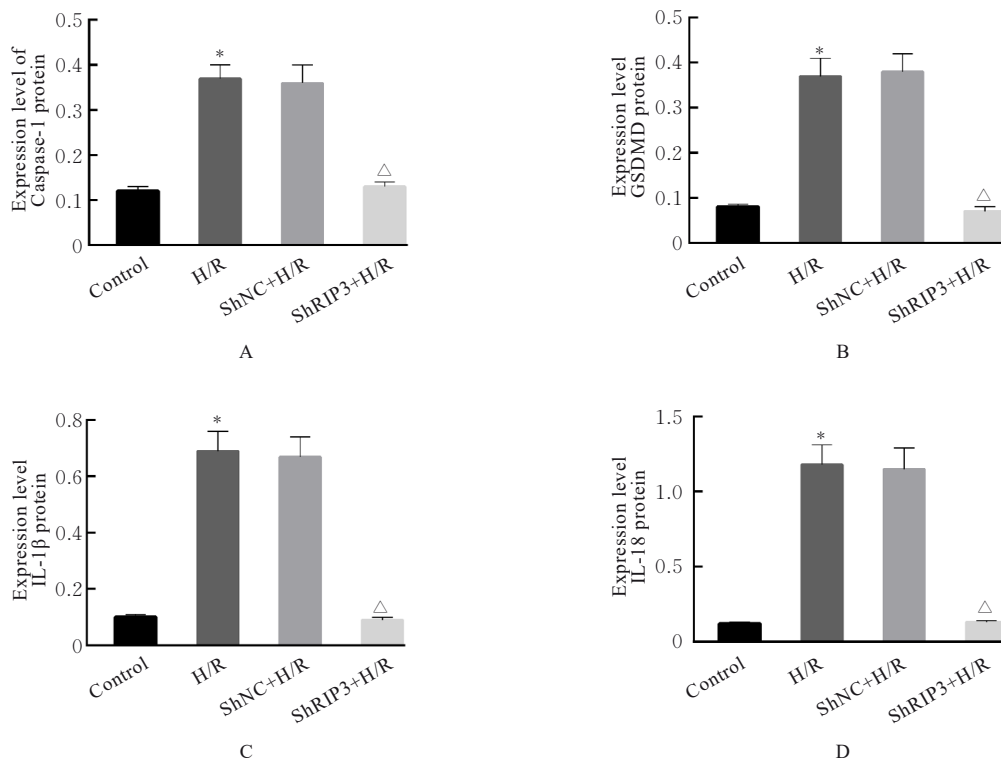 0.5
0.4
0.3
0.2
0.1
0
Expression level of
Caspase-1 protein
*
△
Control
H/R
ShNC+H/R
ShRIP3+H/R
A
0.5
0.4
0.3
0.2
0.1
0
Expression level
GSDMD protein
*
△
Control
H/R
ShNC+H/R
ShRIP3+H/R
B
0.8
0.6
0.8
0.2
0
Expression level
IL-1β protein
*
△
Control
H/R
ShNC+H/R
ShRIP3+H/R
C
1.5
1.0
0.5
0
Expression level
IL-18 protein
*
△
Control
H/R
ShNC+H/R
ShRIP3+H/R
D